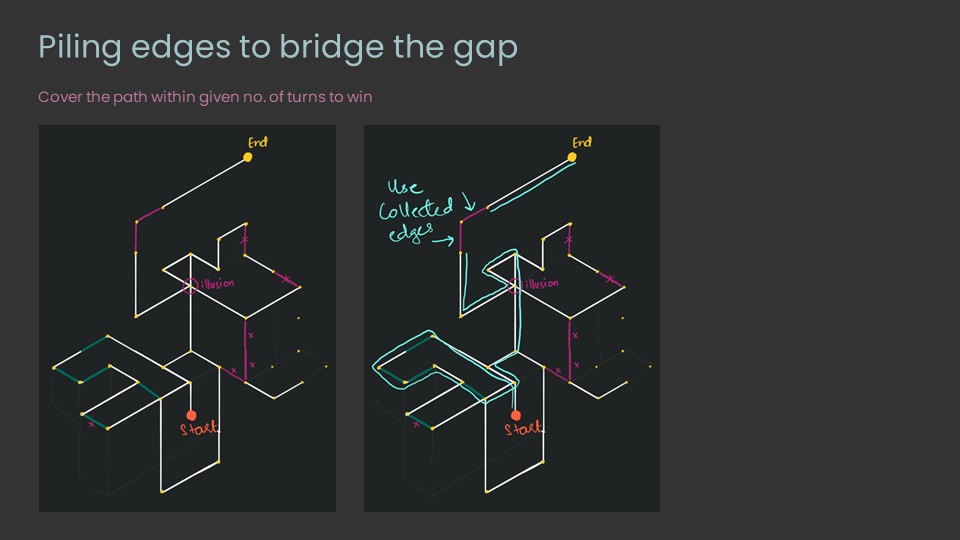 Piling edges to bridge the gap
Cover the path within given no. of turns to win
End
illusion
x
x
x
x
x
x
x
Start
End
Use
Collected
edges
illusion
x
x
x
x
x
x
x
Start